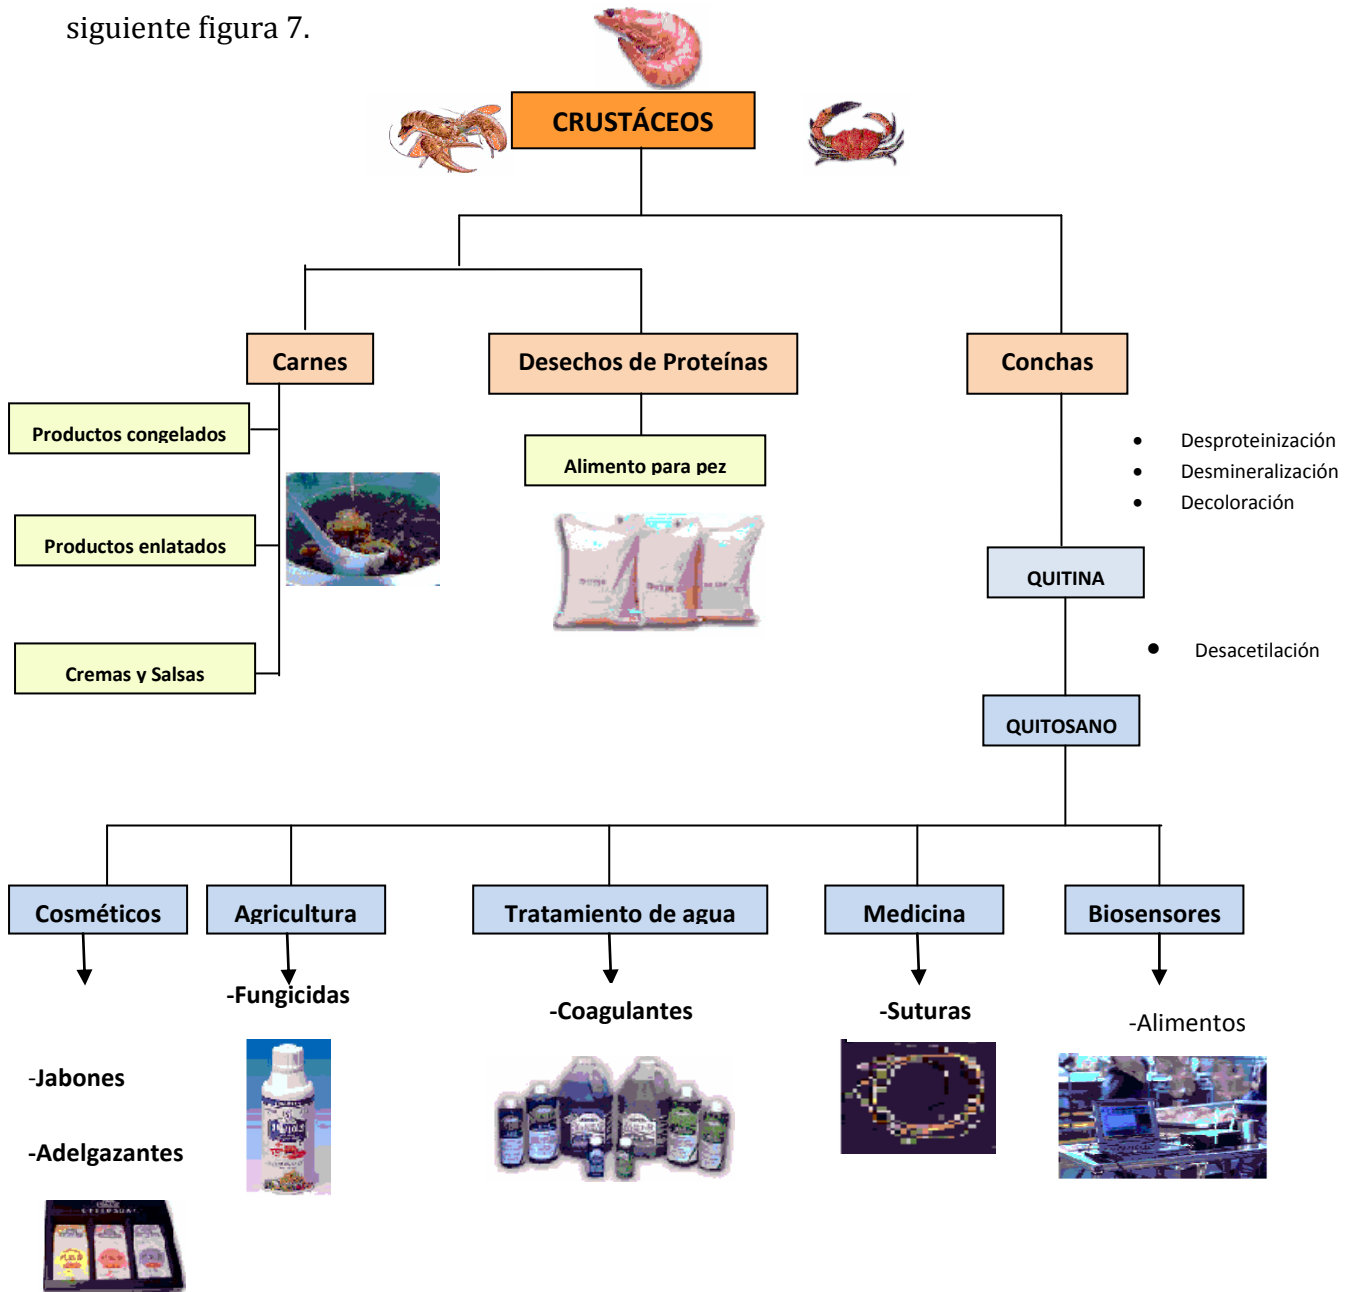 siguiente figura 7.
CRUSTÁCEOS
Carnes
Desechos de Proteínas
Conchas
Productos congelados
Alimento para pez
Productos enlatados
Cremas y Salsas
• Desproteinización
• Desmineralización
• Decoloración
QUITINA
• Desacetilación
QUITOSANO
Cosméticos
Agricultura
Tratamiento de agua
Medicina
Biosensores
-Jabones
-Adelgazantes
-Fungicidas
-Coagulantes
-Suturas
-Alimentos